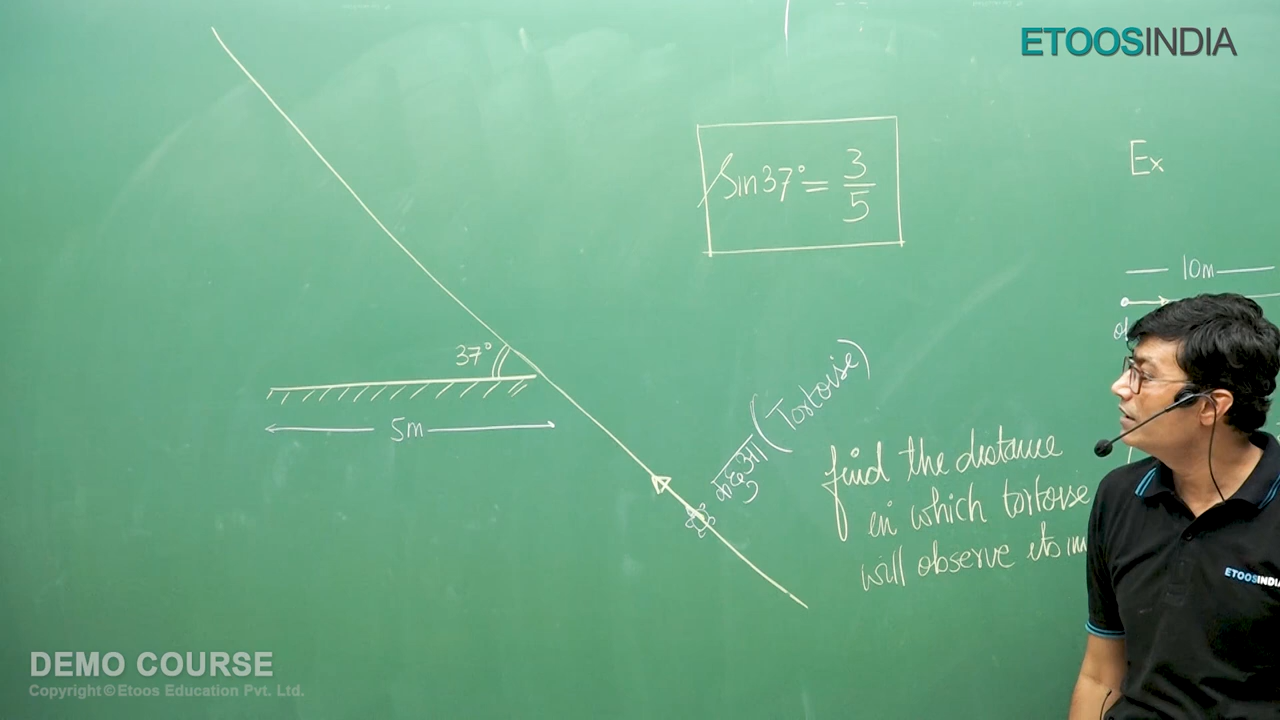 ETOOSINDIA
Sin37° = 3/5
Ex
10m
37°
5m
कछुआ (Tortoise)
find the distance
in which tortoise
will observe its
ETOOSINDIA
DEMO COURSE
Copyright © Etoos Education Pvt. Ltd.